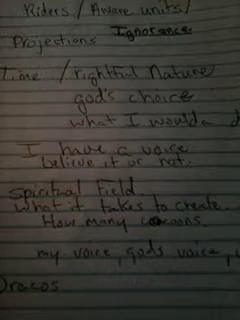 Riders / Aware units /
Projections Ignorance
Time / rightful Nature
god's choice
what I woulda d
I have a voice
believe it or not.
Spiritual Field.
What it takes to create.
How many cocoons.
my voice, gods voice,
Dracos